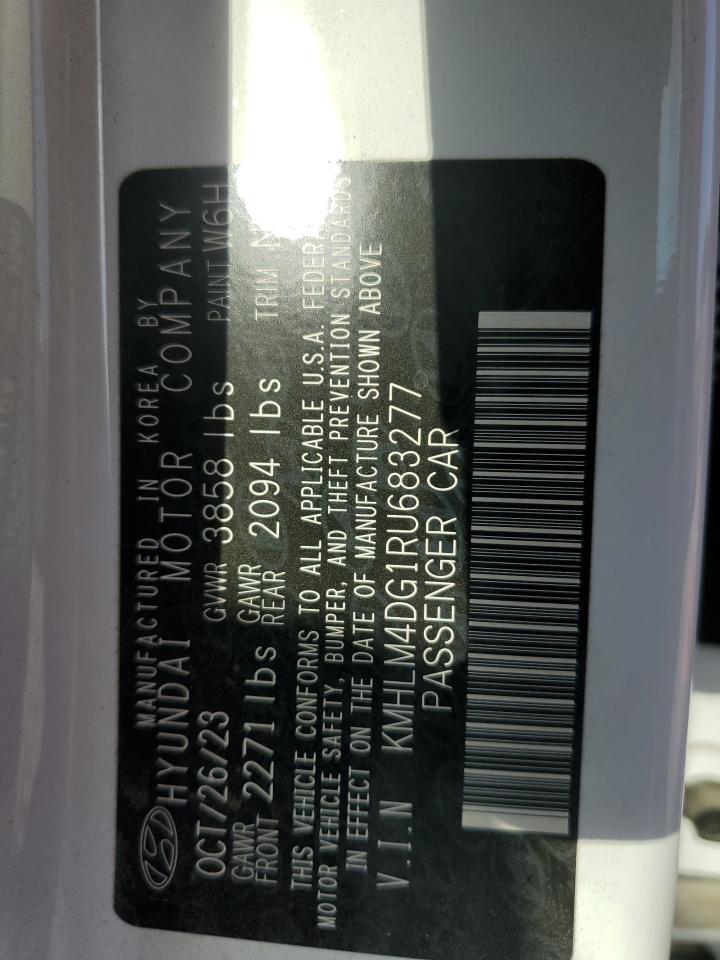 MANUFACTURED IN KOREA BY
HYUNDAI MOTOR COMPANY
OCT/26/23 GVWR 3858 lbs PAINT W6H
GAWR FRONT 2271 lbs GAWR REAR 2094 lbs TRIM
THIS VEHICLE CONFORMS TO ALL APPLICABLE U.S.A.
MOTOR VEHICLE SAFETY, BUMPER, AND THEFT PREVENTION STANDARDS
IN EFFECT ON THE DATE OF MANUFACTURE SHOWN ABOVE
V.I.N KMHLM4DG1RU683277
PASSENGER CAR